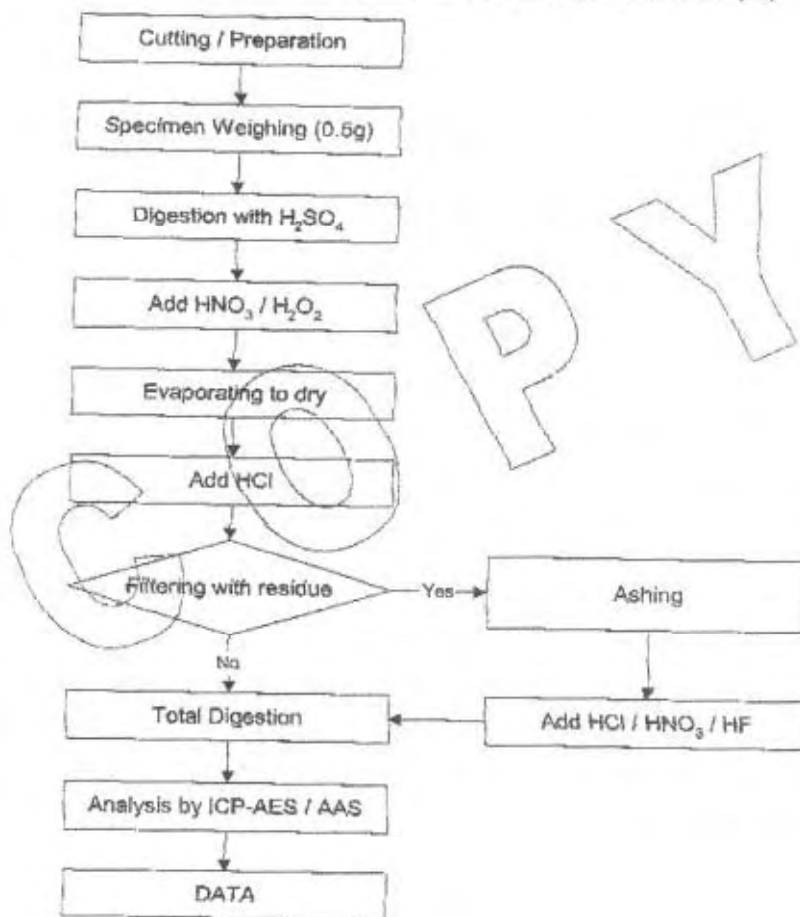 Cutting / Preparation
Specimen Weighing (0.5g)
Digestion with H₂SO₄
Add HNO₃ / H₂O₂
Evaporating to dry
Add HCl
Filtering with residue
Yes
Ashing
No
Total Digestion
Add HCl / HNO₃ / HF
Analysis by ICP-AES / AAS
DATA
COPY